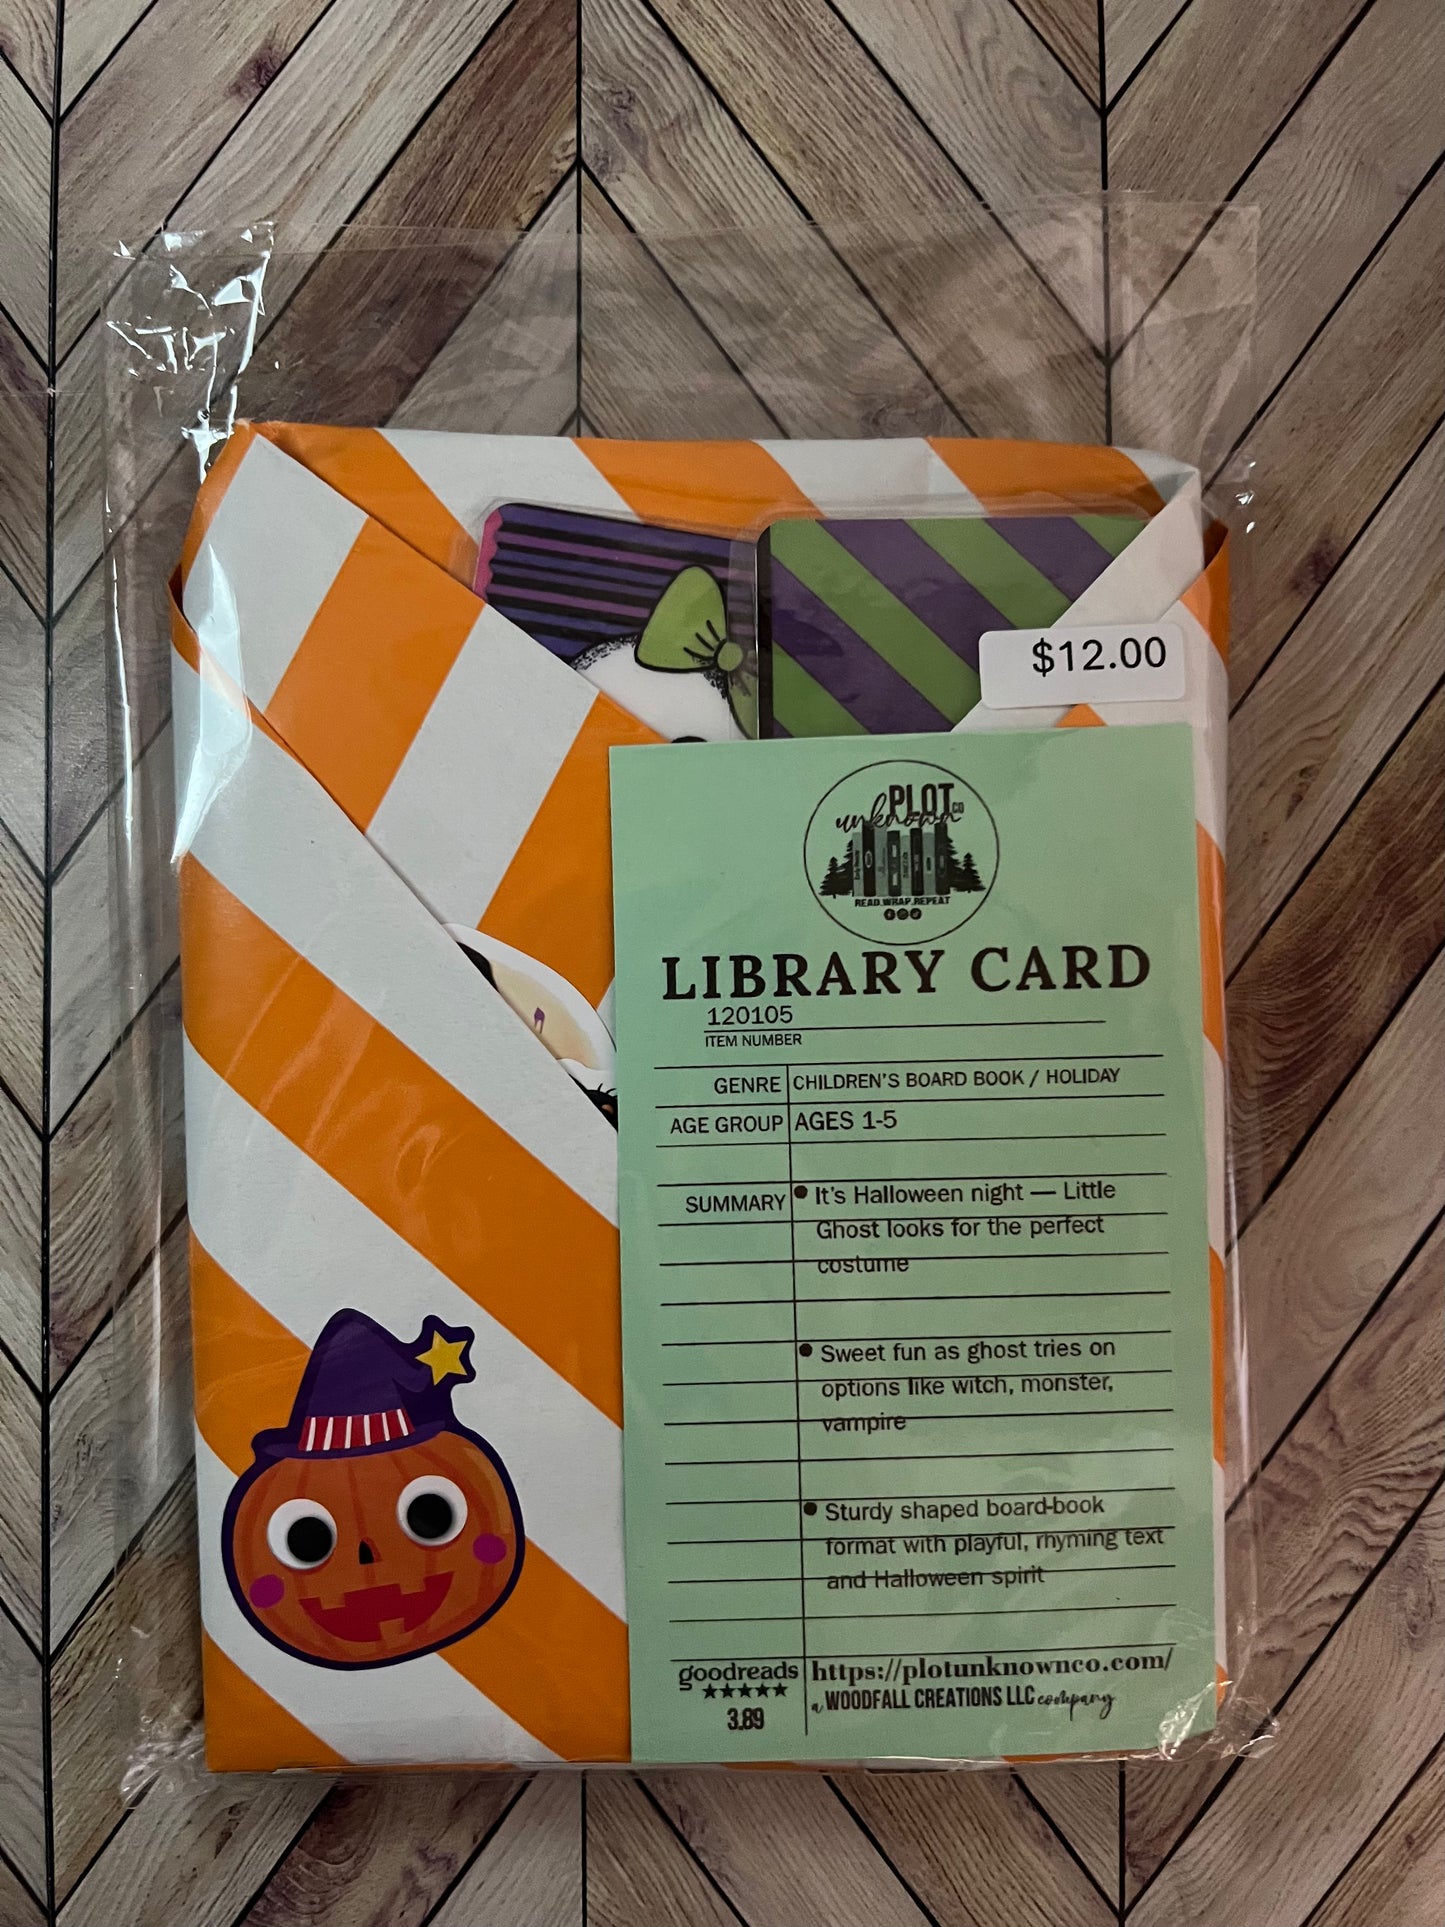 $12.00
PLOT CO
unknown
READ.WRAP.REPEAT
LIBRARY CARD
120105
ITEM NUMBER
GENRE CHILDREN'S BOARD BOOK / HOLIDAY
AGE GROUP AGES 1-5
SUMMARY • It's Halloween night — Little
Ghost looks for the perfect
costume
• Sweet fun as ghost tries on
options like witch, monster,
vampire
• Sturdy shaped board-book
format with playful, rhyming text
and Halloween spirit
goodreads https://plotunknownco.com/
★★★★★ a WOODFALL CREATIONS LLC company
3.89